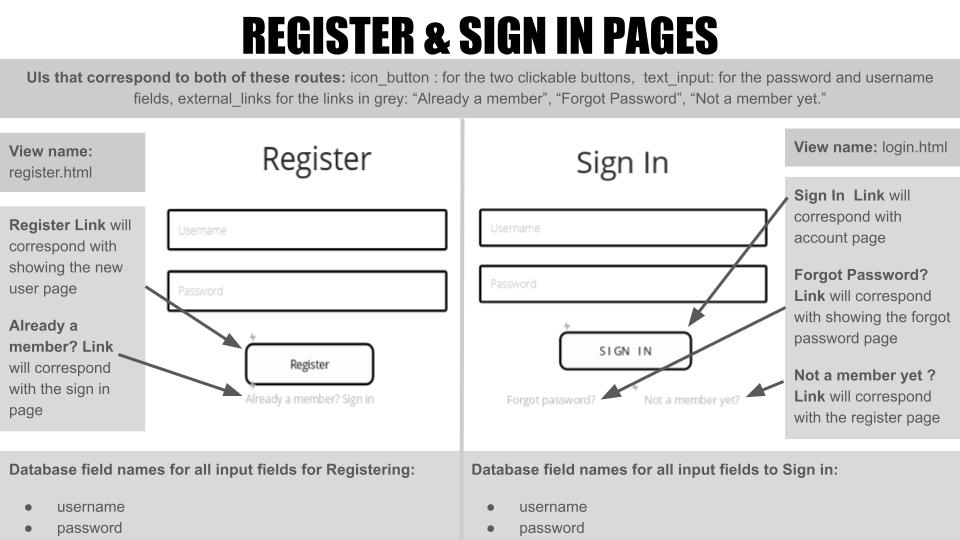 REGISTER & SIGN IN PAGES
UIs that correspond to both of these routes: icon_button : for the two clickable buttons,  text_input: for the password and username
fields, external_links for the links in grey: “Already a member”, “Forgot Password”, “Not a member yet.”
View name:
register.html
Register Link will
correspond with
showing the new
user page
Already a
member? Link
will correspond
with the sign in
page
Register
Username
Password
Register
Already a member? Sign in
Sign In
Username
Password
SIGN IN
Forgot password?
Not a member yet?
View name: login.html
Sign In  Link will
correspond with
account page
Forgot Password?
Link will correspond
with showing the forgot
password page
Not a member yet ?
Link will correspond
with the register page
Database field names for all input fields for Registering:
● username
● password
Database field names for all input fields to Sign in:
● username
● password